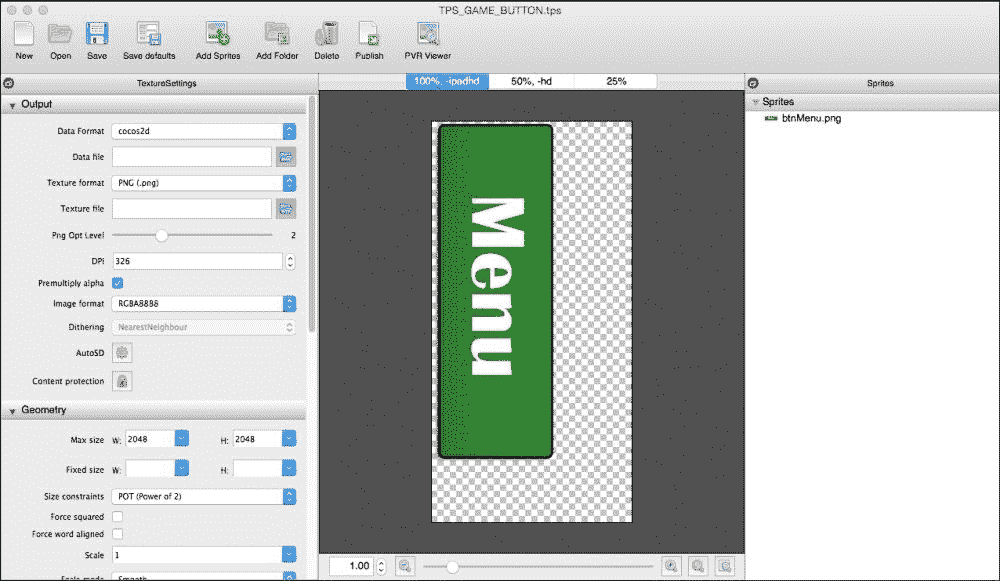 TPS_GAME_BUTTON.tps
New Open Save Save defaults Add Sprites Add Folder Delete Publish PVR Viewer
TextureSettings
Output
Data Format cocos2d
Data file
Texture format PNG (.png)
Texture file
Png Opt Level 2
DPI 326
Premultiply alpha
Image format RGBA8888
Dithering NearestNeighbour
AutoSD
Content protection
Geometry
Max size W: 2048 H: 2048
Fixed size W: H:
Size constraints POT (Power of 2)
Force squared
Force word aligned
Scale 1
Scale mode Smooth
100%, -ipadhd 50%, -hd 25%
Menu
1.00
Sprites
Sprites
btnMenu.png